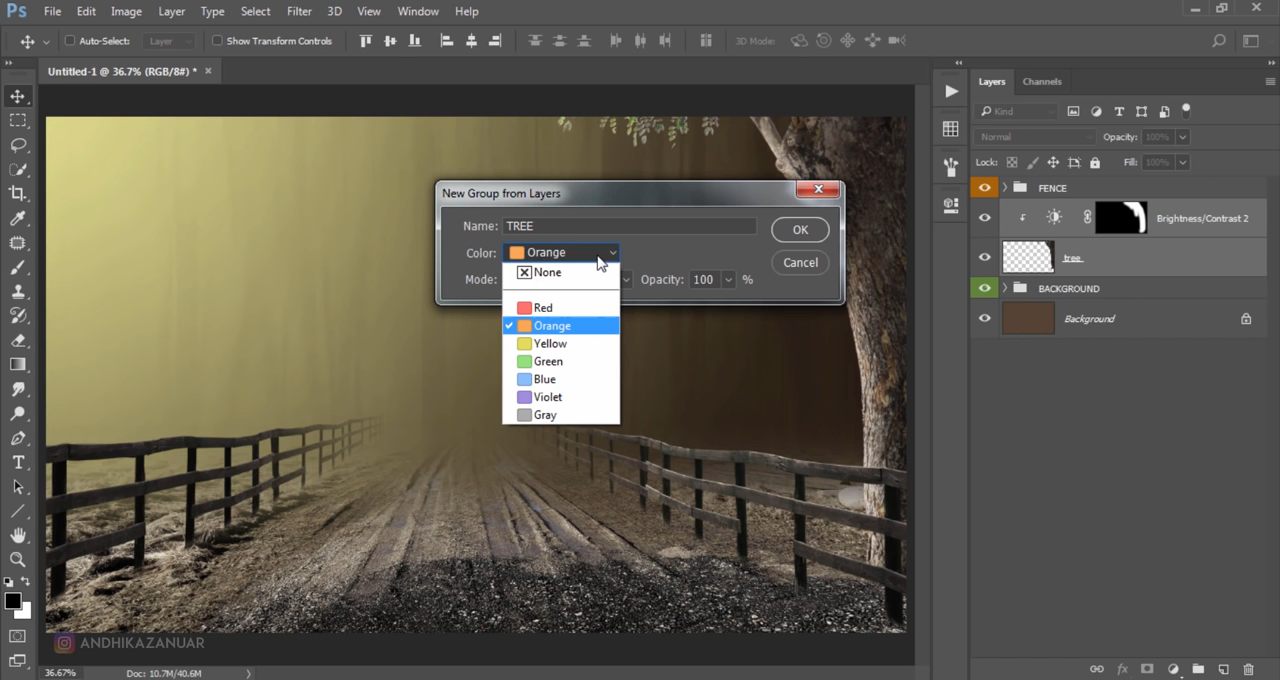 Ps File Edit Image Layer Type Select Filter 3D View Window Help
Auto-Select: Layer Show Transform Controls 3D Mode:
Untitled-1 @ 36.7% (RGB/8#) * ×
Layers Channels
Kind
Normal Opacity: 100%
Lock: Fill: 100%
FENCE
Brightness/Contrast 2
tree
BACKGROUND
Background
New Group from Layers
Name: TREE
OK
Color: Orange
Cancel
Mode: Opacity: 100 %
None
Red
Orange
Yellow
Green
Blue
Violet
Gray
ANDHIKAZANUAR
36.67% Doc: 10.7M/40.6M